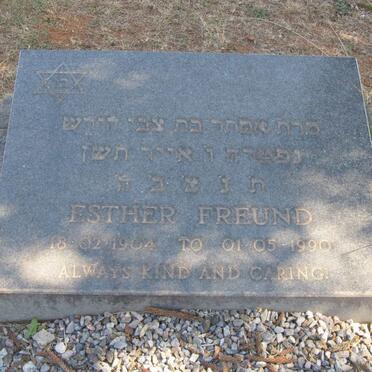 מרת אסתר בת צבי הירש
נפטרה ו אייר תשן
ת נ צ ב ה
ESTHER FREUND
18-02-1904 TO 01-05-1990
ALWAYS KIND AND CARING